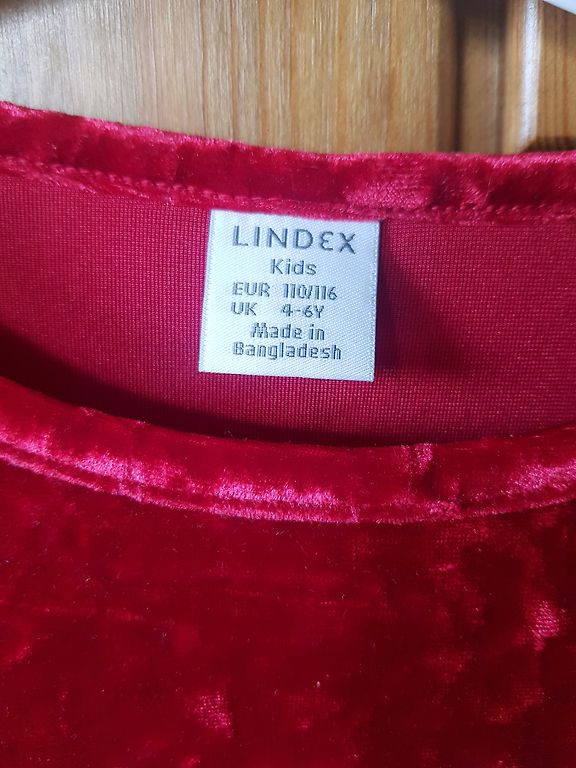 LINDEX
Kids
EUR 110/116
UK 4-6Y
Made in
Bangladesh